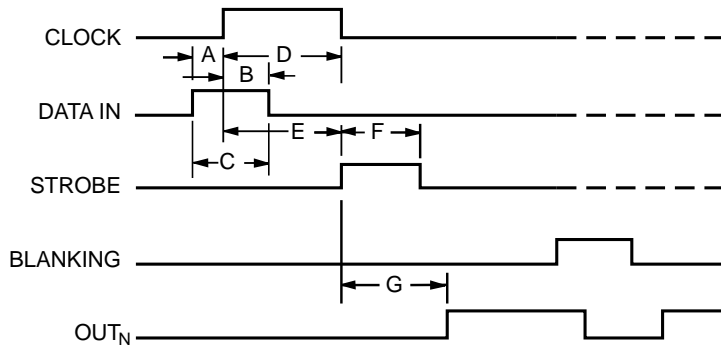 CLOCK
A D
B
DATA IN
E F
C
STROBE
BLANKING
G
OUTN